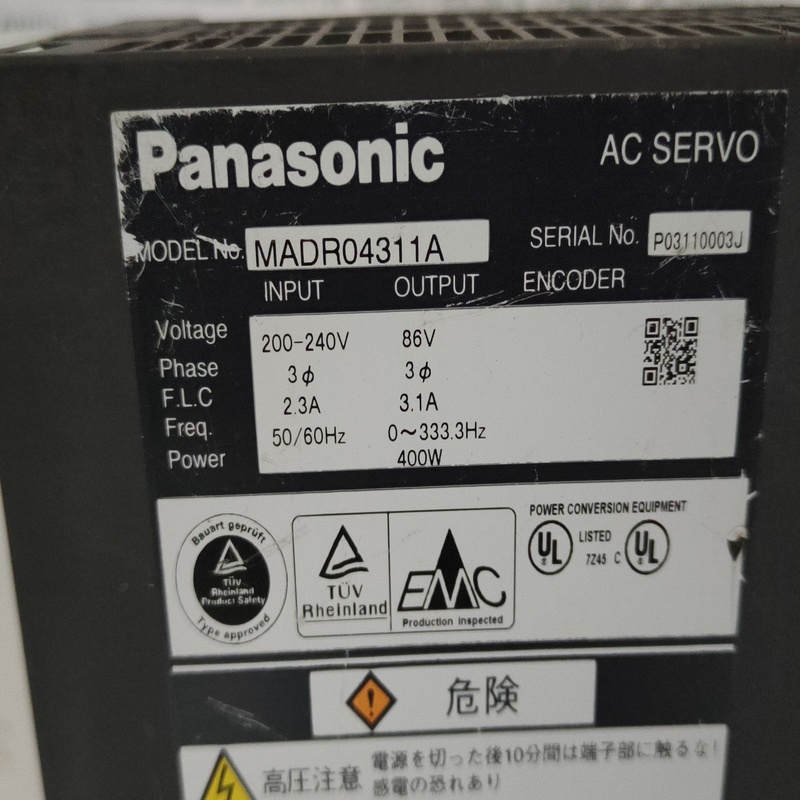 Panasonic AC SERVO
MODEL No. MADR04311A SERIAL No. P03110003J
INPUT OUTPUT ENCODER
Voltage 200-240V 86V
Phase 3ϕ 3ϕ
F.L.C 2.3A 3.1A
Freq. 50/60Hz 0～333.3Hz
Power 400W
Bauart geprüft
TÜV
Rheinland
Product Safety
Type approved
TÜV
Rheinland
EMC
Production inspected
POWER CONVERSION EQUIPMENT
UL LISTED C UL
7Z45
! 危険
高圧注意
電源を切った後10分間は端子部に触るな!
感電の恐れあり